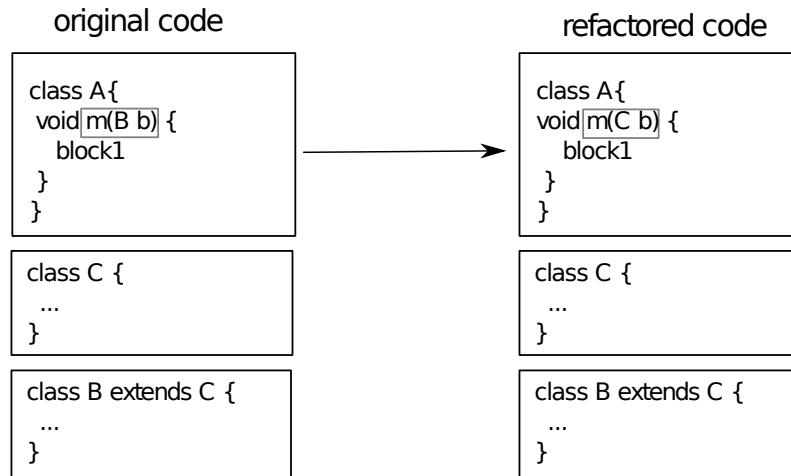 original code
class A{
void m(B b) {
block1
}
}
class C {
...
}
class B extends C {
...
}
refactored code
class A{
void m(C b) {
block1
}
}
class C {
...
}
class B extends C {
...
}